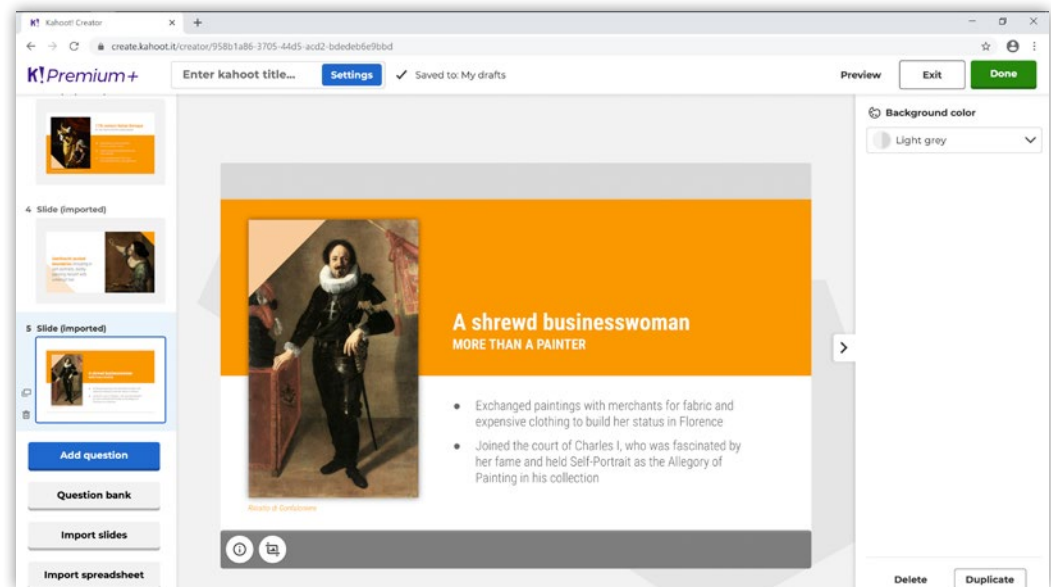 K! Kahoot! Creator
create.kahoot.it/creator/958b1a86-3705-44d5-acd2-bdedeb6e9bbd
K! Premium+
Enter kahoot title...
Settings
Saved to: My drafts
Preview
Exit
Done
4 Slide (imported)
5 Slide (imported)
A shrewd businesswoman
MORE THAN A PAINTER
Exchanged paintings with merchants for fabric and
expensive clothing to build her status in Florence
Joined the court of Charles I, who was fascinated by
her fame and held Self-Portrait as the Allegory of
Painting in his collection
Ritratto di Gonfaloniere
Add question
Question bank
Import slides
Import spreadsheet
Background color
Light grey
Delete
Duplicate